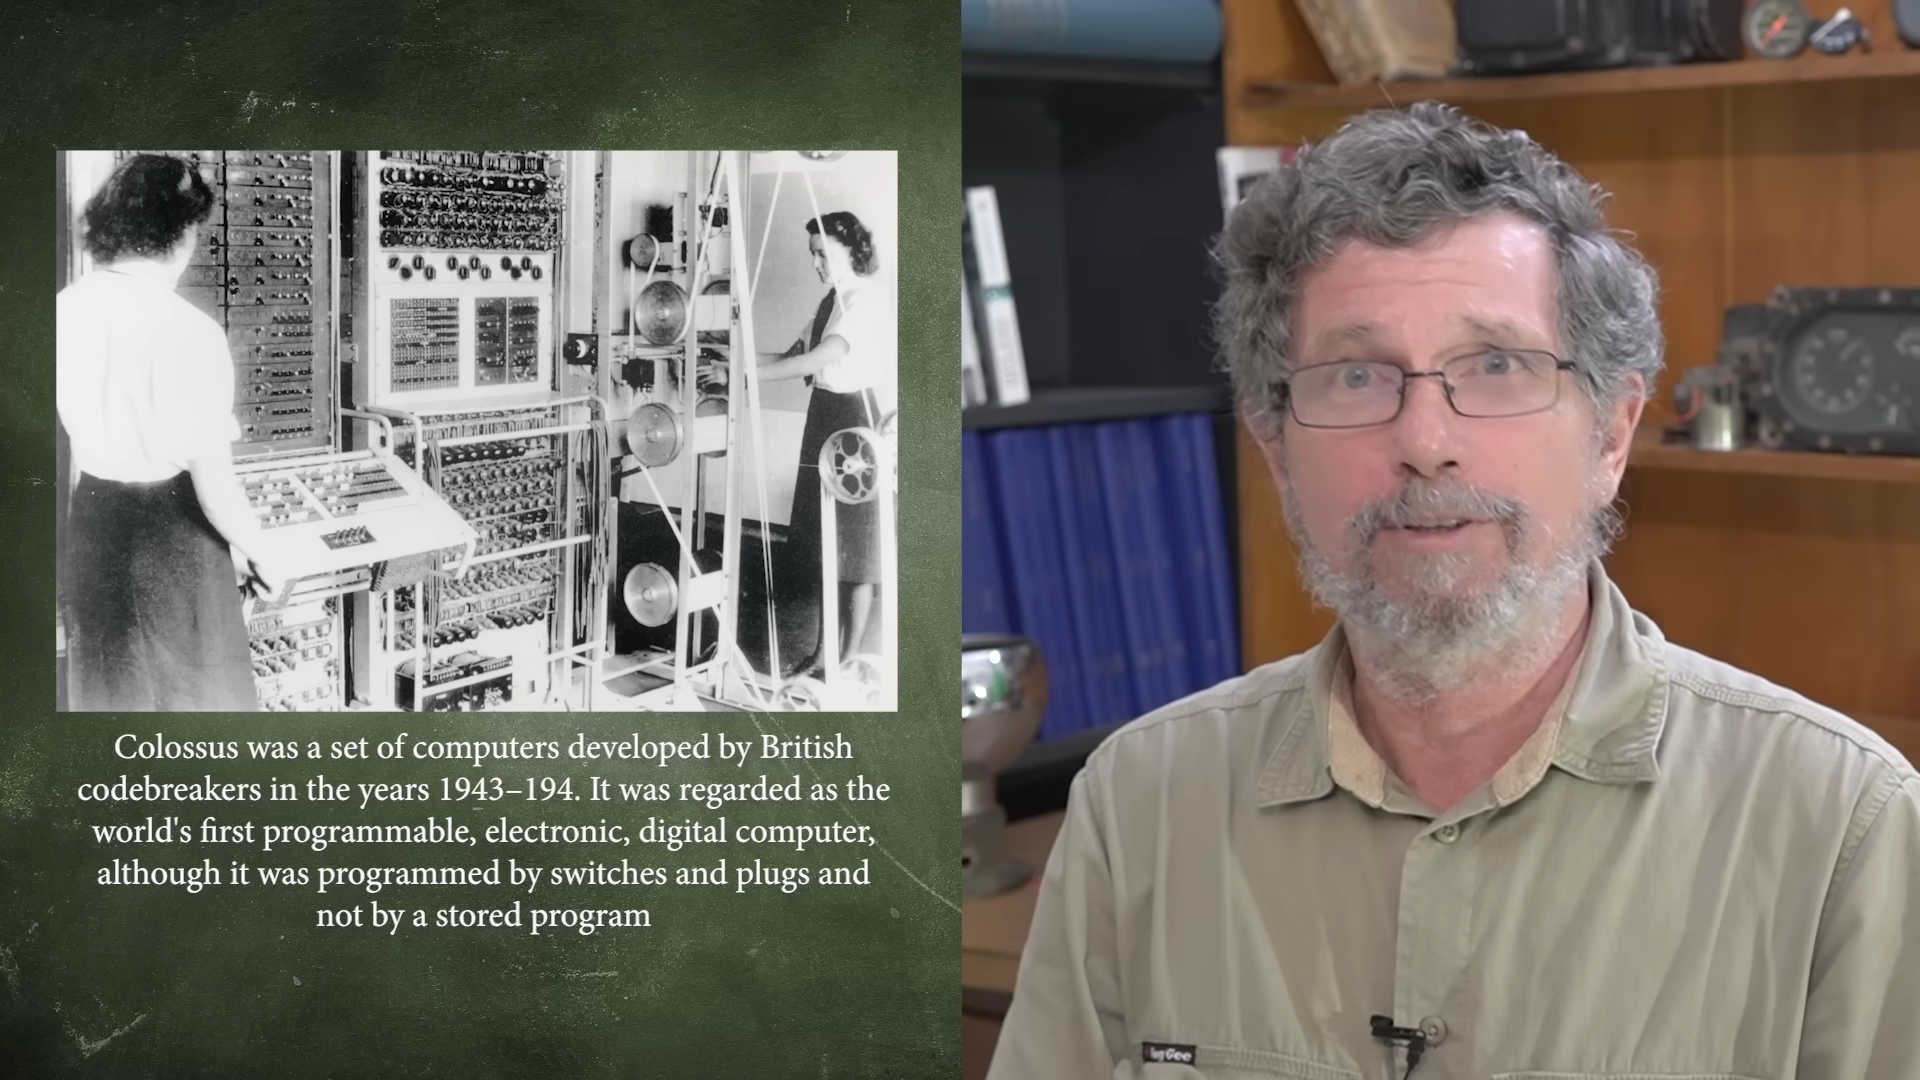 Colossus was a set of computers developed by British
codebreakers in the years 1943–194. It was regarded as the
world's first programmable, electronic, digital computer,
although it was programmed by switches and plugs and
not by a stored program